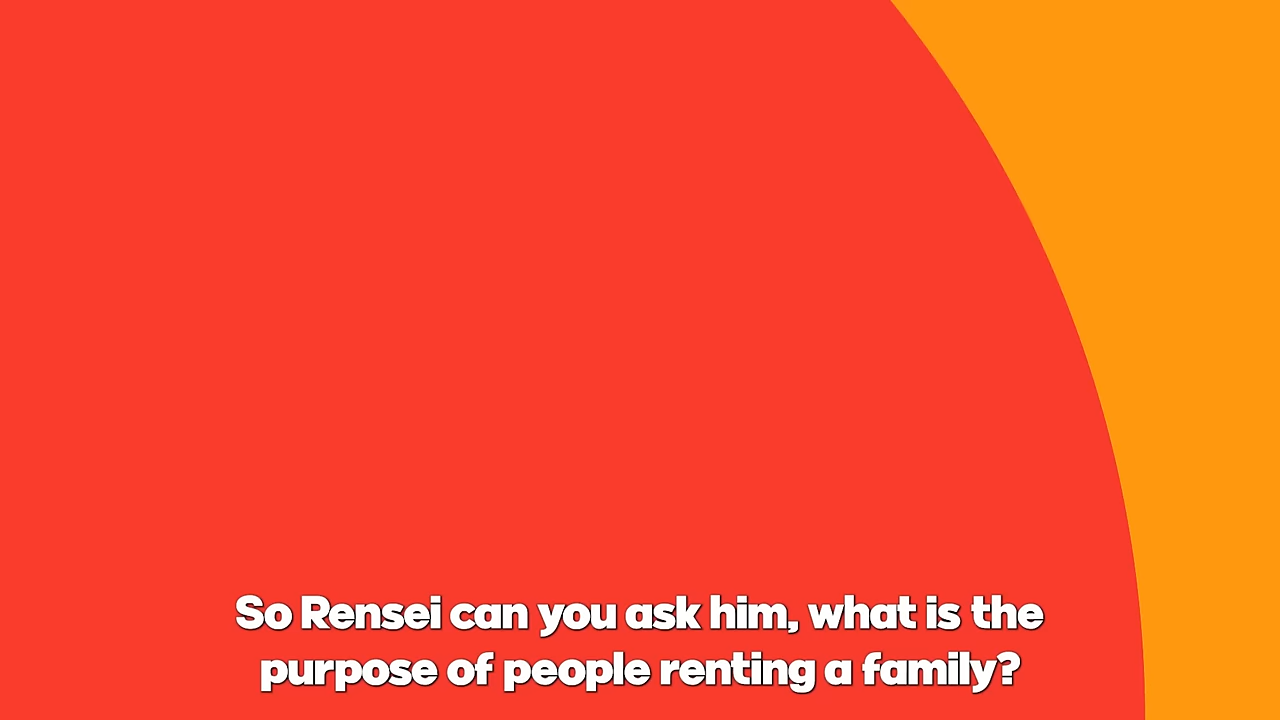 So Rensei can you ask him, what is the
purpose of people renting a family?